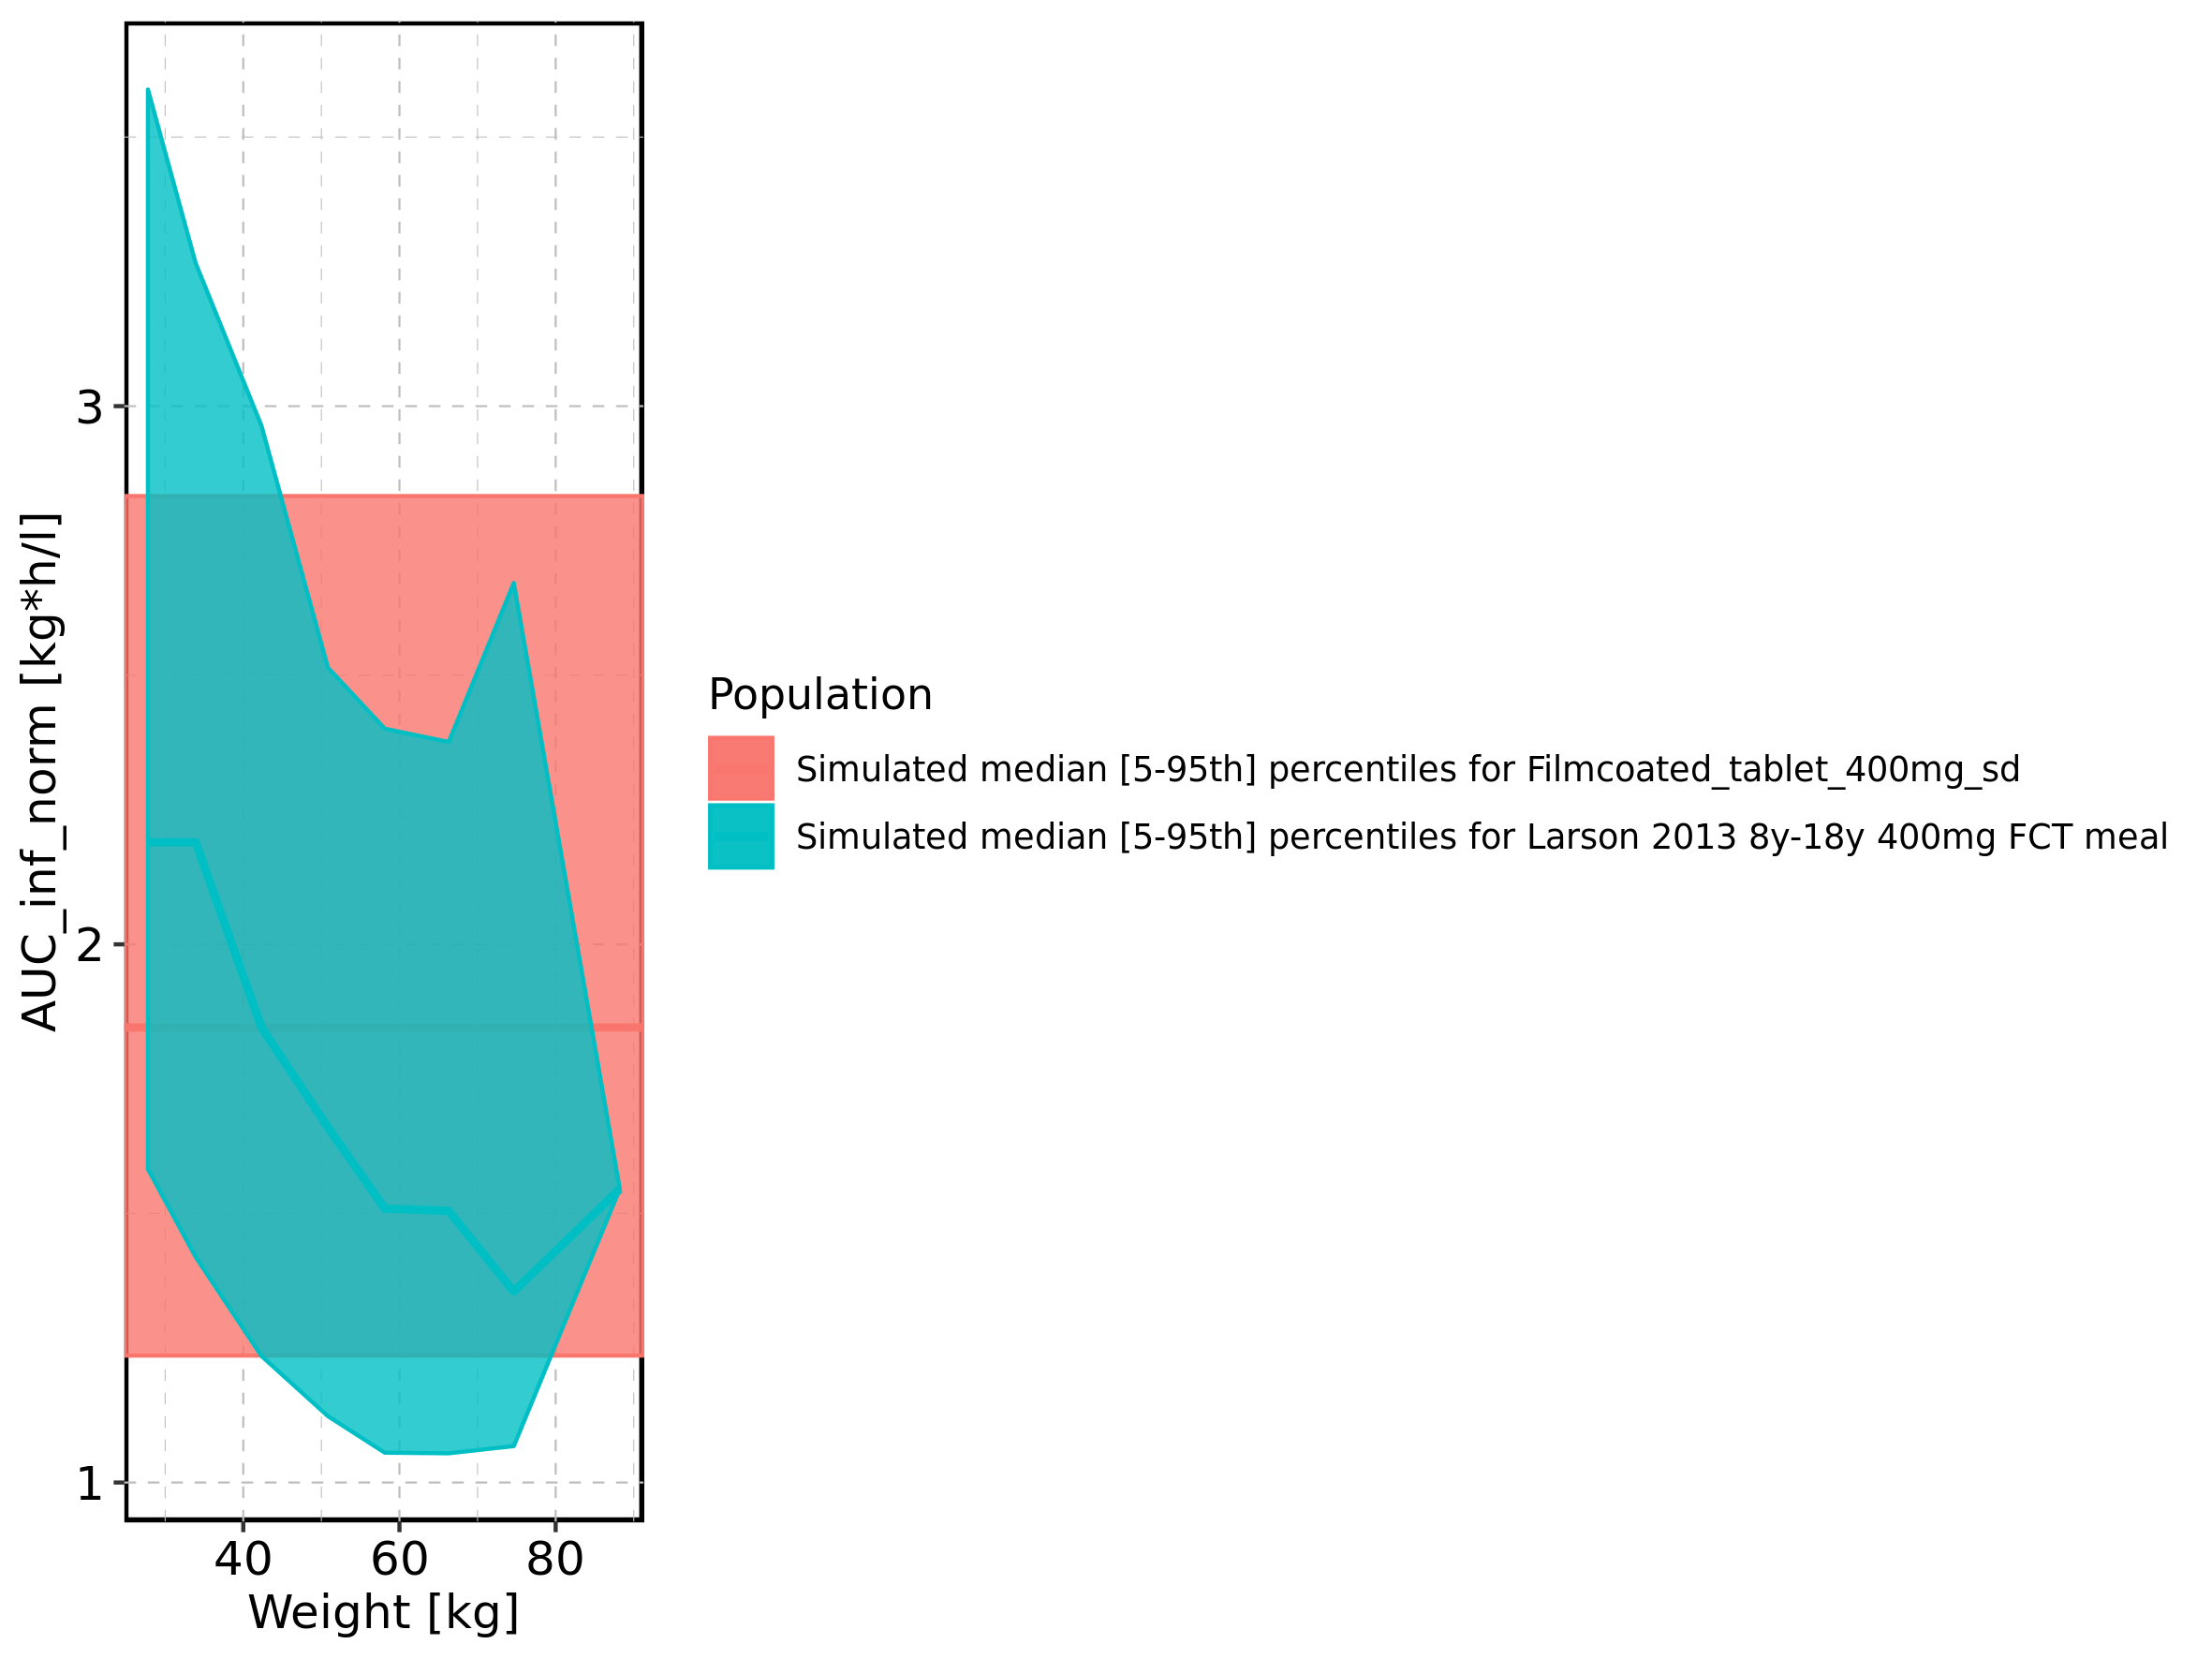 AUC_inf_norm [kg*h/l]
3
2
1
40 60 80
Weight [kg]
Population
Simulated median [5-95th] percentiles for Filmcoated_tablet_400mg_sd
Simulated median [5-95th] percentiles for Larson 2013 8y-18y 400mg FCT meal